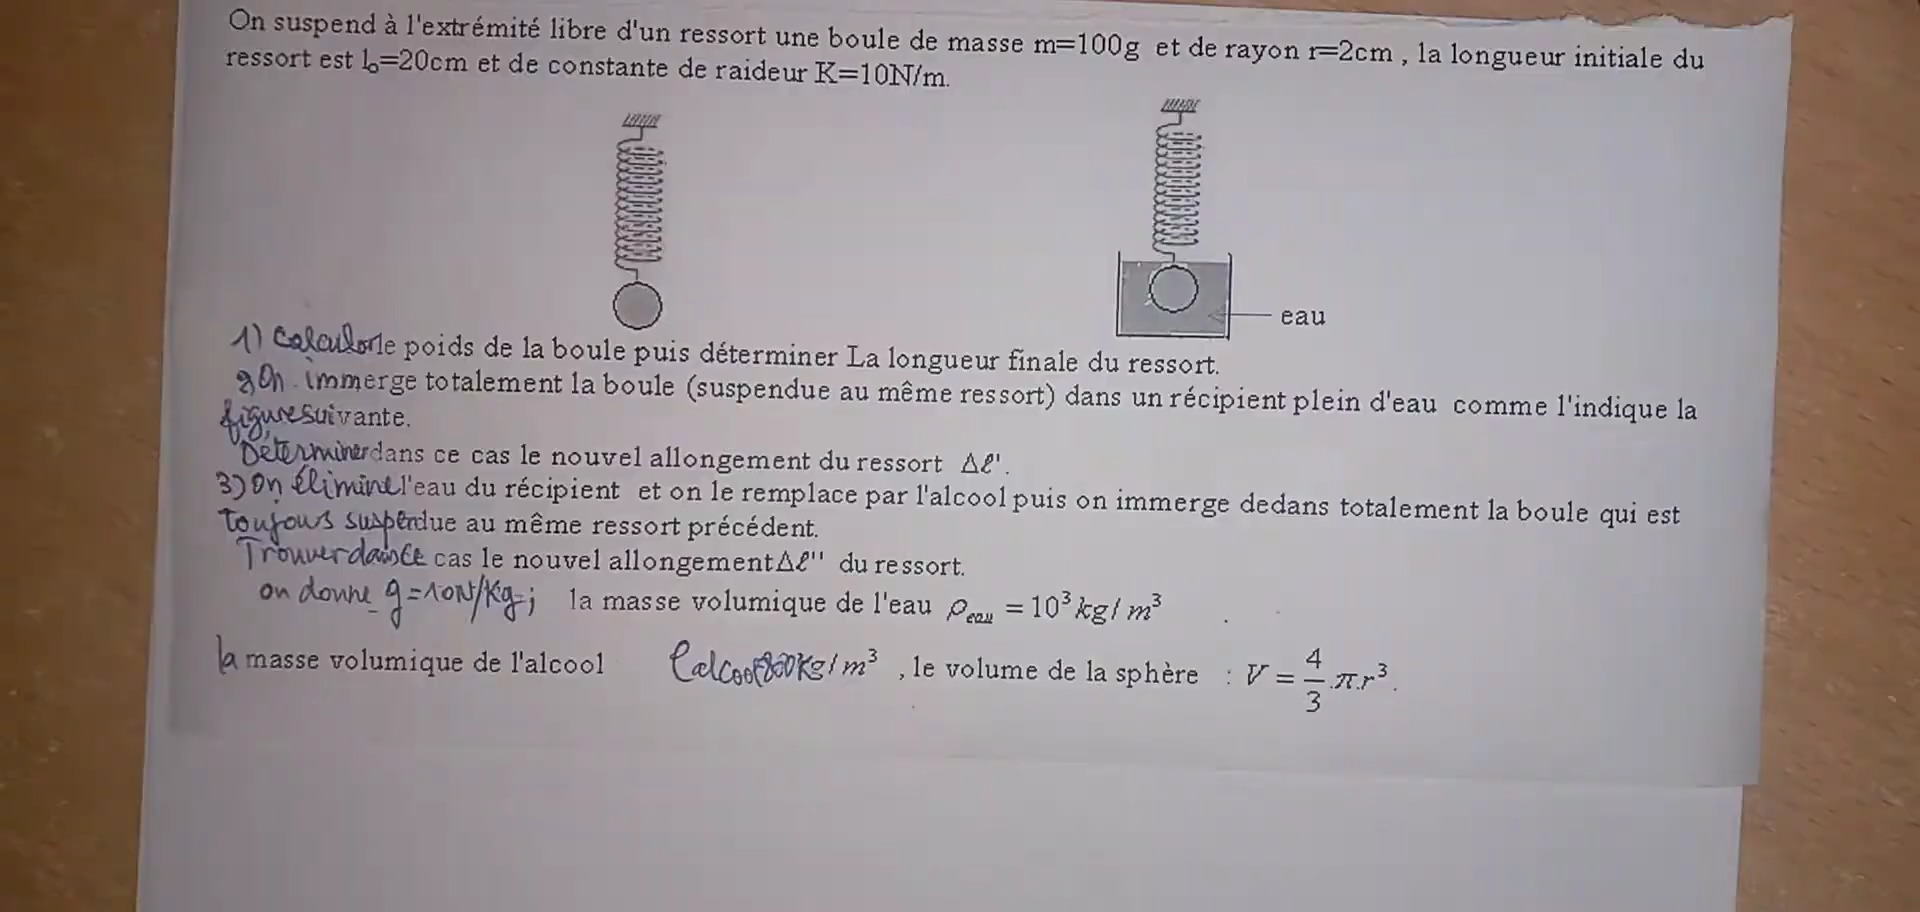 On suspend à l'extrémité libre d'un ressort une boule de masse m=100g et de rayon r=2cm , la longueur initiale du
ressort est l₀=20cm et de constante de raideur K=10N/m.
eau
1) Calculer le poids de la boule puis déterminer La longueur finale du ressort.
2) On immerge totalement la boule (suspendue au même ressort) dans un récipient plein d'eau comme l'indique la
figure suivante.
Déterminer dans ce cas le nouvel allongement du ressort Δℓ'.
3) On élimine l'eau du récipient et on le remplace par l'alcool puis on immerge dedans totalement la boule qui est
toujours suspendue au même ressort précédent.
Trouver dans ce cas le nouvel allongement Δℓ'' du ressort.
on donne g=10N/Kg ; la masse volumique de l'eau ρeau = 10³ kg/m³
la masse volumique de l'alcool ρalcool=800kg/m³ , le volume de la sphère : V = 4/3 .π.r³.